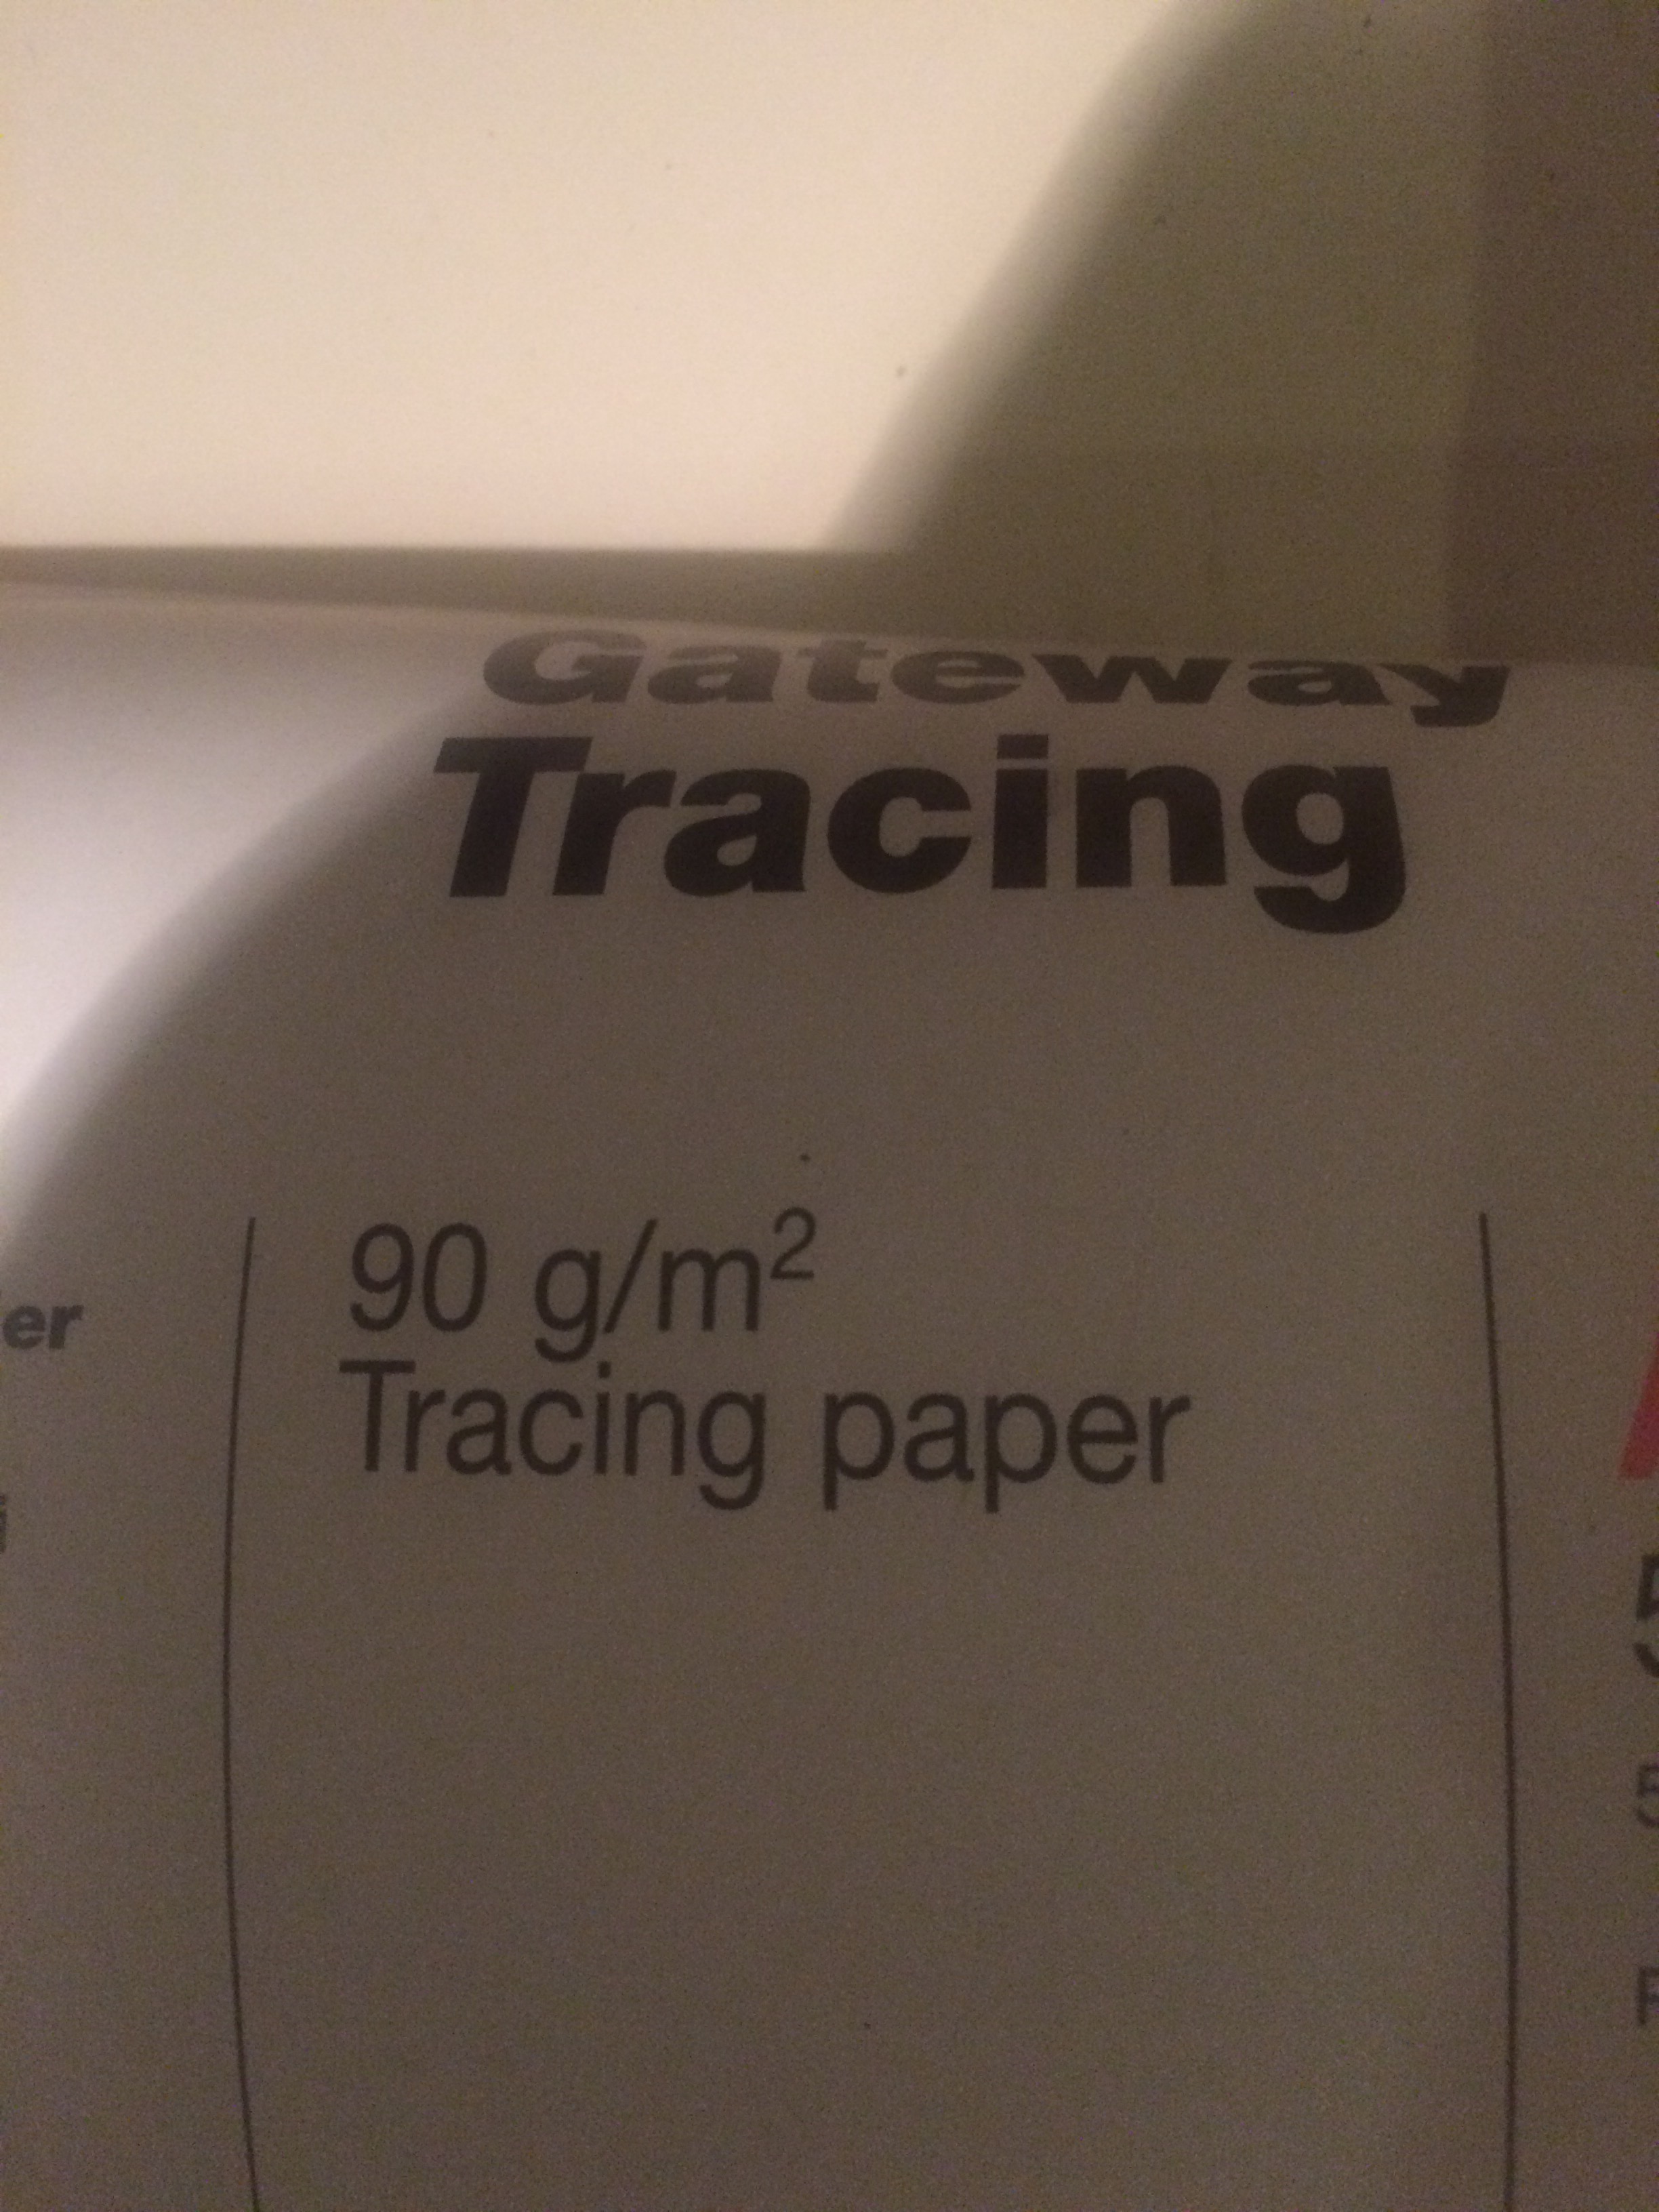 Gateway
Tracing
90 g/m²
Tracing paper